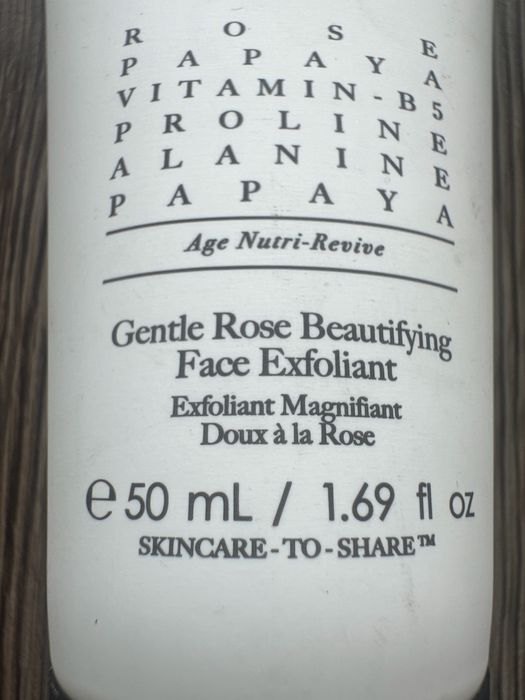 ROSE
PAPAYA
VITAMIN-B5
PROLINE
ALANINE
PAPAYA
Age Nutri-Revive
Gentle Rose Beautifying
Face Exfoliant
Exfoliant Magnifiant
Doux à la Rose
℮50 mL / 1.69 fl oz
SKINCARE-TO-SHARE™